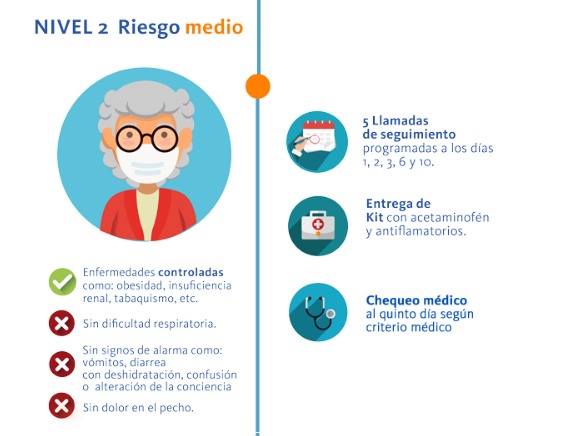 NIVEL 2 Riesgo medio
Enfermedades controladas
como: obesidad, insuficiencia
renal, tabaquismo, etc.
Sin dificultad respiratoria.
Sin signos de alarma como:
vómitos, diarrea
con deshidratación, confusión
o alteración de la conciencia
Sin dolor en el pecho.
5 Llamadas
de seguimiento
programadas a los días
1, 2, 3, 6 y 10.
Entrega de
Kit con acetaminofén
y antiflamatorios.
Chequeo médico
al quinto día según
criterio médico